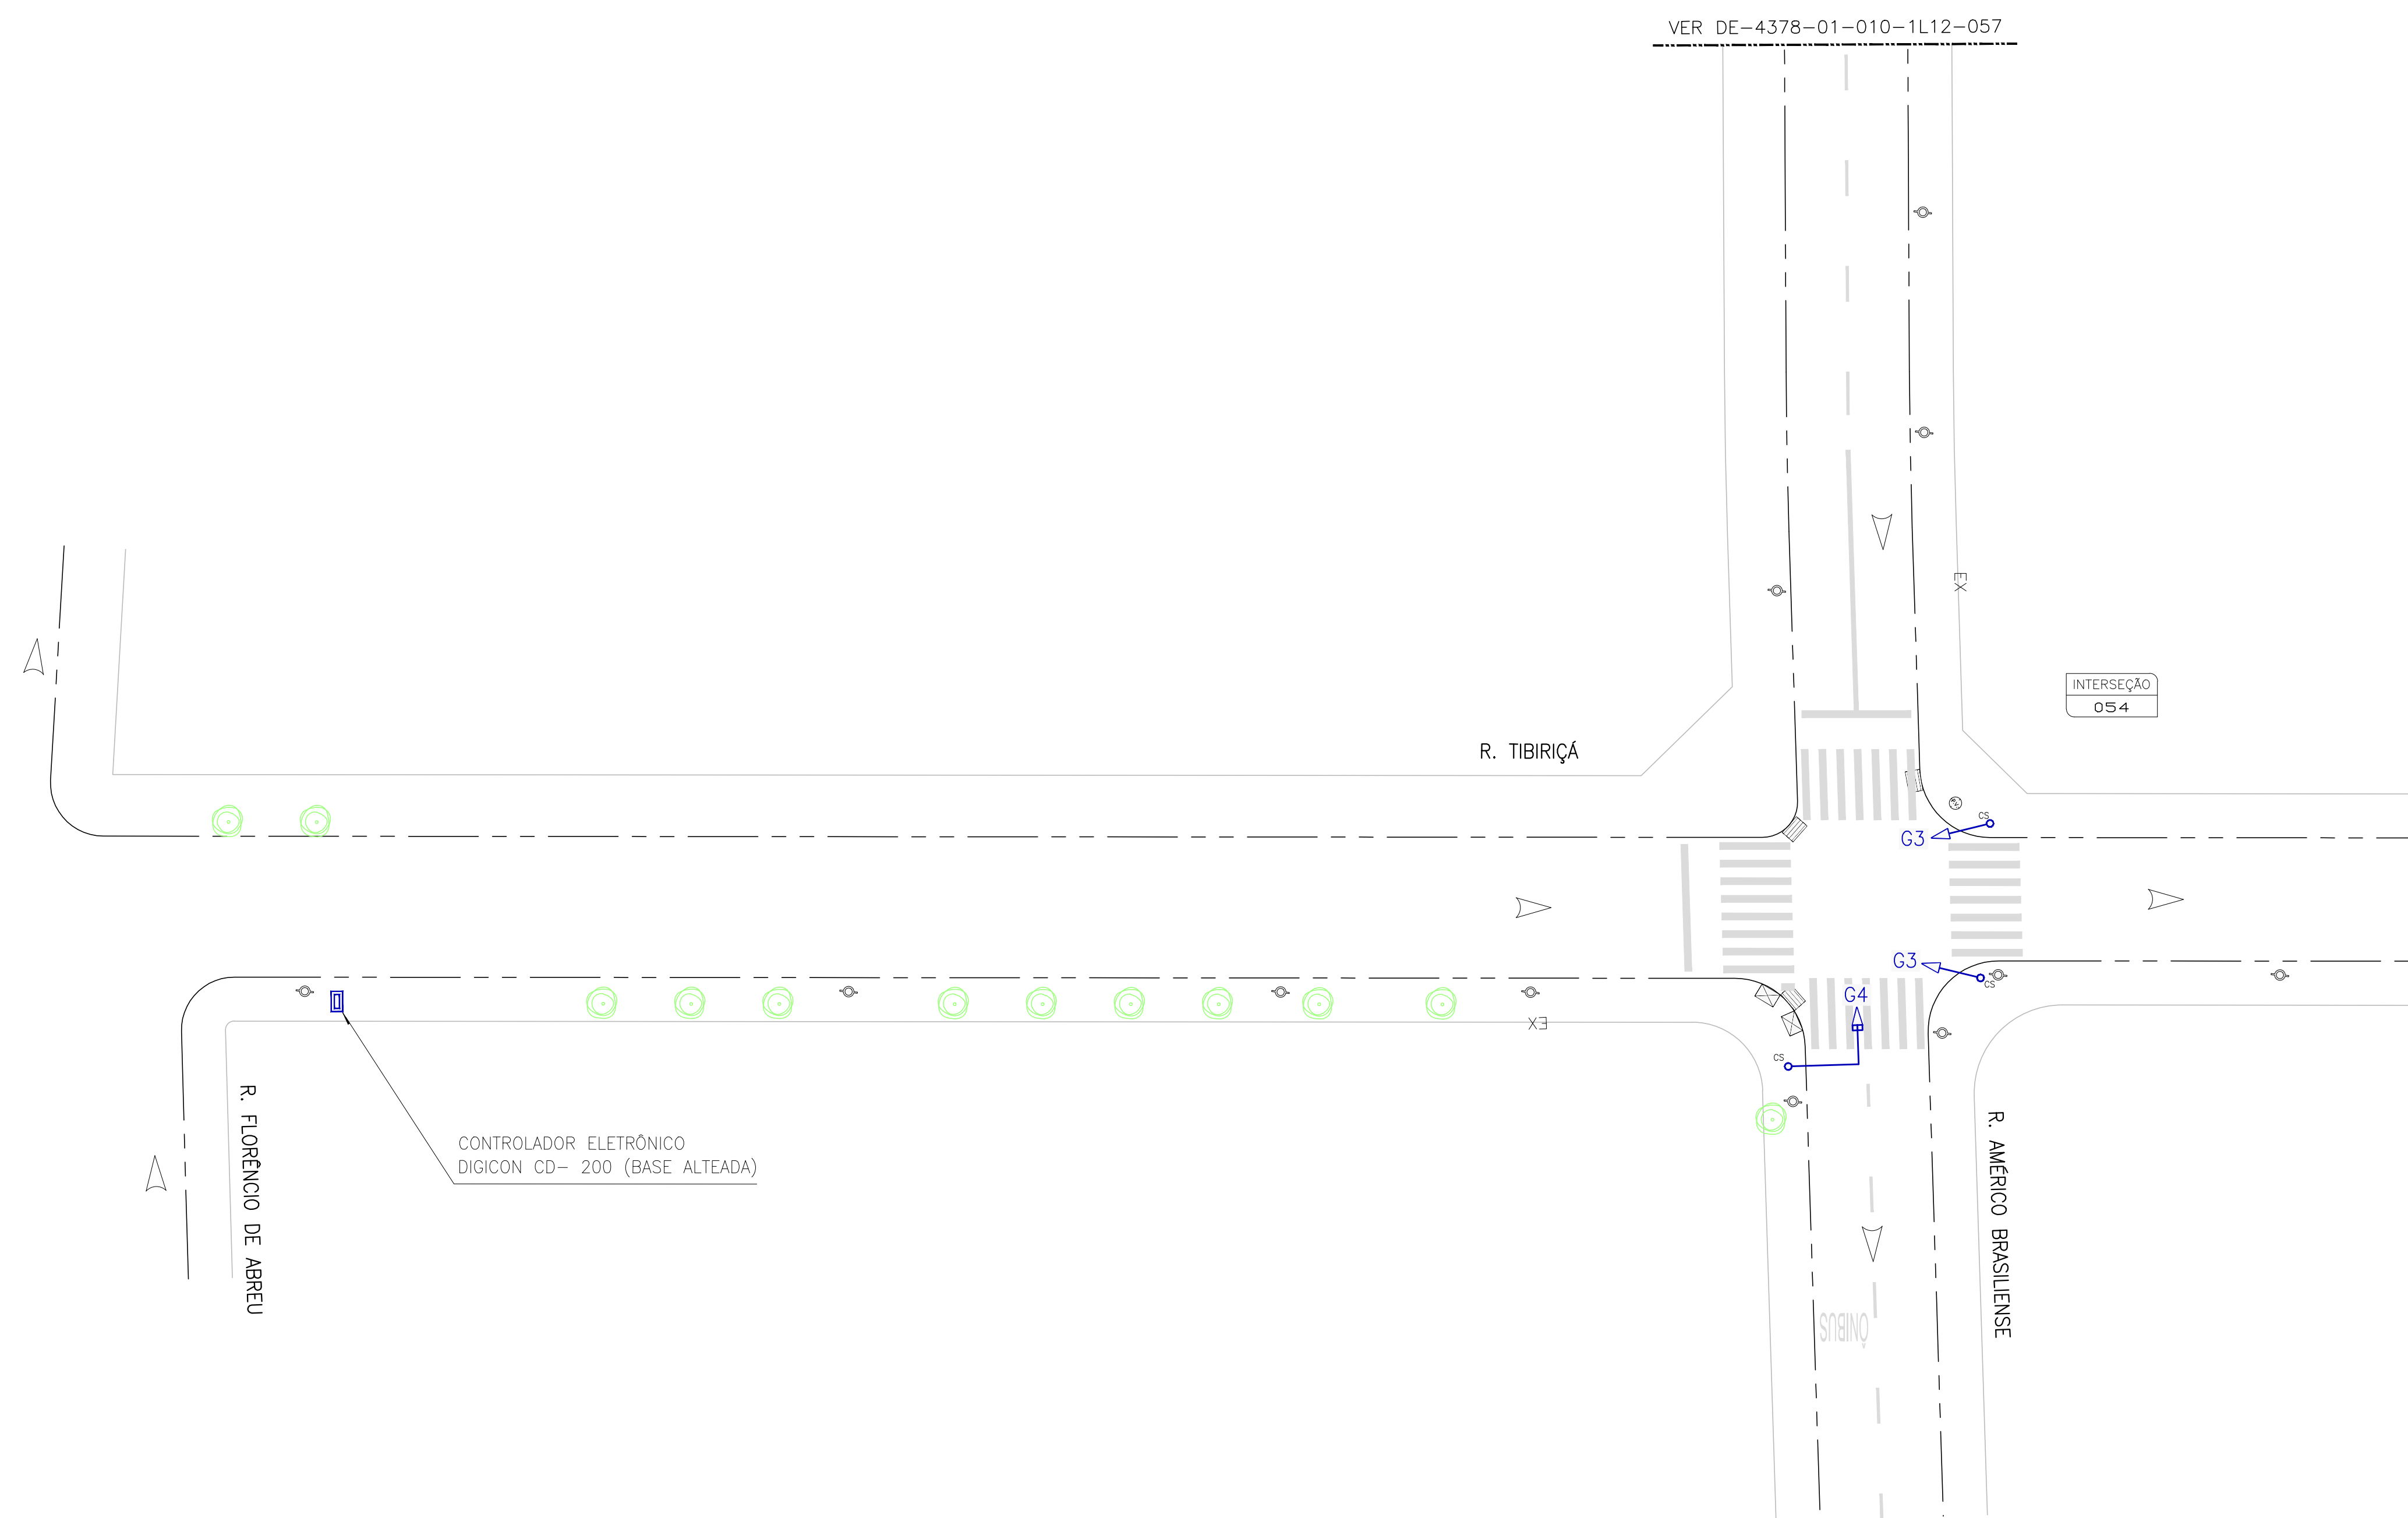 VER DE-4378-01-010-1L12-057
EX
INTERSEÇÃO
054
R. TIBIRIÇÁ
CS
G3
G3
CS
G4
EX
CS
R. FLORÊNCIO DE ABREU
CONTROLADOR ELETRÔNICO
DIGICON CD- 200 (BASE ALTEADA)
R. AMÉRICO BRASILIENSE
ÔNIBUS